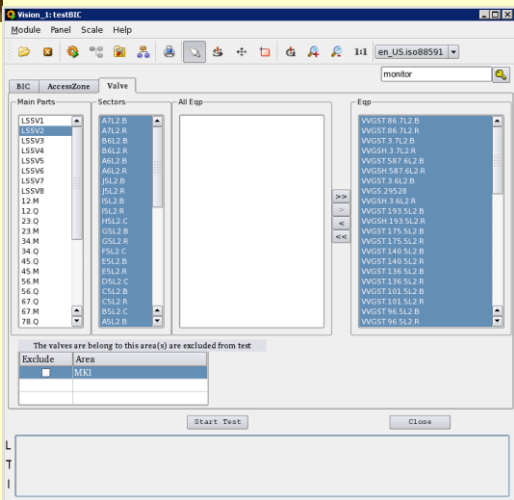 Vision_1: testBIC
Module Panel Scale Help
1:1 en_US.iso88591
monitor
BIC AccessZone Valve
Main Parts
LSSV1
LSSV2
LSSV3
LSSV4
LSSV5
LSSV6
LSSV7
LSSV8
12.M
12.Q
23.Q
23.M
34.M
34.Q
45.Q
45.M
56.M
56.Q
67.Q
67.M
78.Q
Sectors
A7L2.B
A7L2.R
B6L2.B
B6L2.R
A6L2.B
A6L2.R
J5L2.B
J5L2.R
I5L2.B
I5L2.R
H5L2.C
G5L2.B
G5L2.R
F5L2.C
E5L2.B
E5L2.R
D5L2.C
C5L2.B
C5L2.R
B5L2.C
A5L2.B
All Eqp
>>
>
<
<<
Eqp
VVGST.86.7L2.B
VVGST.86.7L2.R
VVGST.3.7L2.B
VVGSH.3.7L2.R
VVGST.587.6L2.B
VVGSH.587.6L2.R
VVGST.3.6L2.B
VVGS.29528
VVGSH.3.6L2.R
VVGST.193.5L2.B
VVGSH.193.5L2.R
VVGST.175.5L2.B
VVGST.175.5L2.R
VVGST.140.5L2.B
VVGST.140.5L2.R
VVGST.136.5L2.B
VVGST.136.5L2.R
VVGST.101.5L2.B
VVGST.101.5L2.R
VVGST.96.5L2.B
VVGST.96.5L2.R
The valves are belong to this area(s) are excluded from test
Exclude Area
MKI
Start Test Close
L
T
I